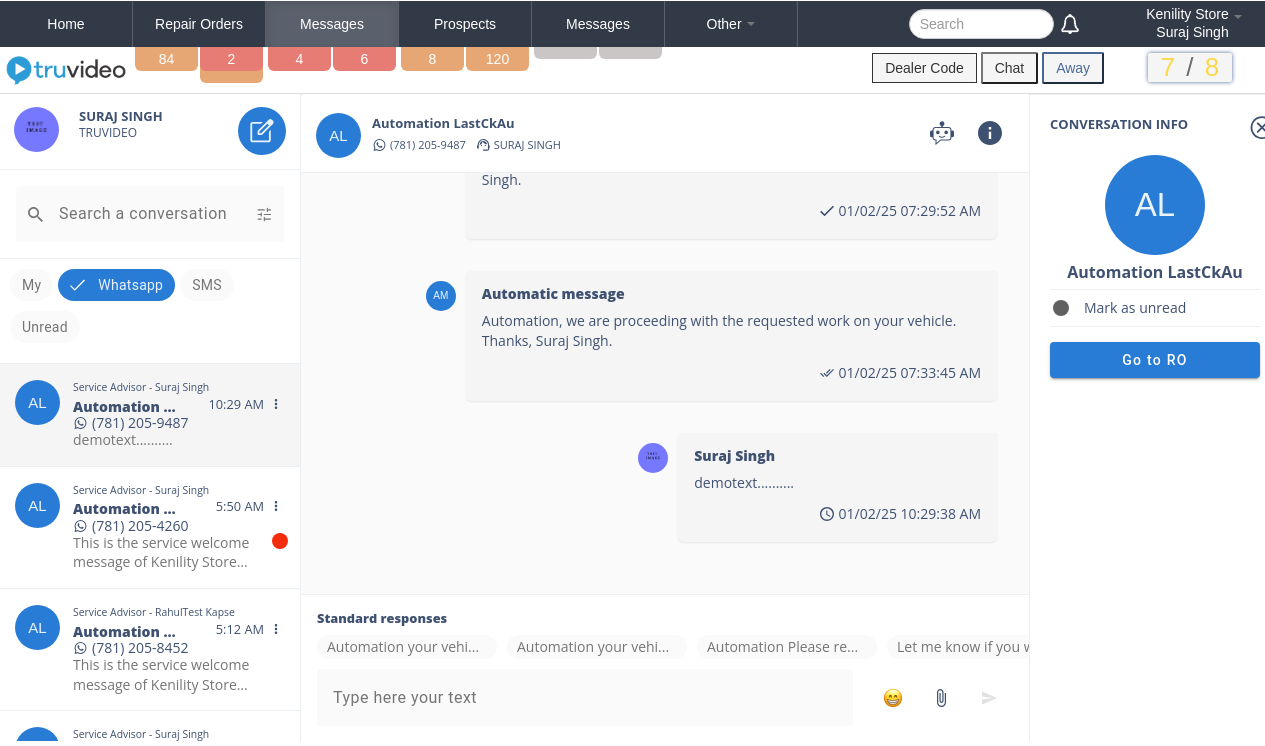 Home
Repair Orders
Messages
Prospects
Messages
Other
Search
Kenility Store
Suraj Singh
truvideo
84
2
4
6
8
120
Dealer Code
Chat
Away
7 / 8
SURAJ SINGH
TRUVIDEO
Search a conversation
My
Whatsapp
SMS
Unread
Service Advisor - Suraj Singh
Automation ...
10:29 AM
(781) 205-9487
demotext..........
Service Advisor - Suraj Singh
Automation ...
5:50 AM
(781) 205-4260
This is the service welcome
message of Kenility Store...
Service Advisor - RahulTest Kapse
Automation ...
5:12 AM
(781) 205-8452
This is the service welcome
message of Kenility Store...
Service Advisor - Suraj Singh
AL
AL
AL
AL
Automation LastCkAu
(781) 205-9487
SURAJ SINGH
Singh.
01/02/25 07:29:52 AM
AM
Automatic message
Automation, we are proceeding with the requested work on your vehicle.
Thanks, Suraj Singh.
01/02/25 07:33:45 AM
TEST
IMAGE
Suraj Singh
demotext..........
01/02/25 10:29:38 AM
Standard responses
Automation your vehi...
Automation your vehi...
Automation Please re...
Let me know if you w
Type here your text
CONVERSATION INFO
AL
Automation LastCkAu
Mark as unread
Go to RO